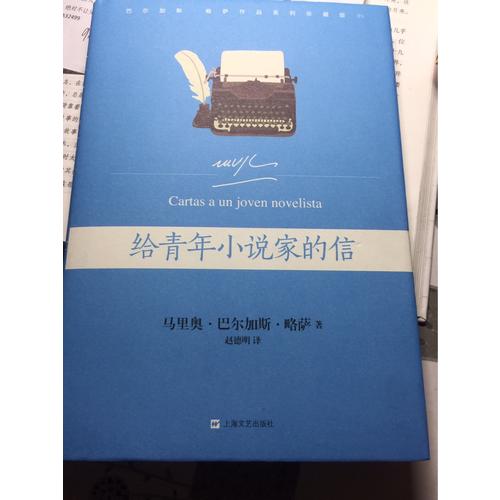 巴尔加斯·略萨作品系列珍藏版
Cartas a un joven novelista
给青年小说家的信
马里奥·巴尔加斯·略萨 著
赵德明 译
上海文艺出版社